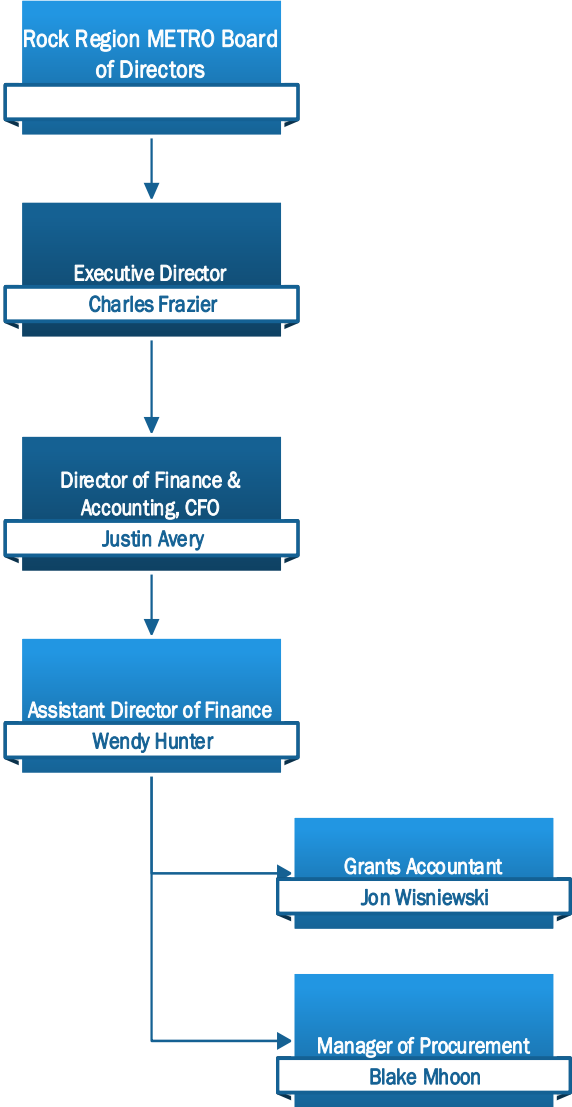 Rock Region METRO Board
of Directors
Executive Director
Charles Frazier
Director of Finance &
Accounting, CFO
Justin Avery
Assistant Director of Finance
Wendy Hunter
Grants Accountant
Jon Wisniewski
Manager of Procurement
Blake Mhoon